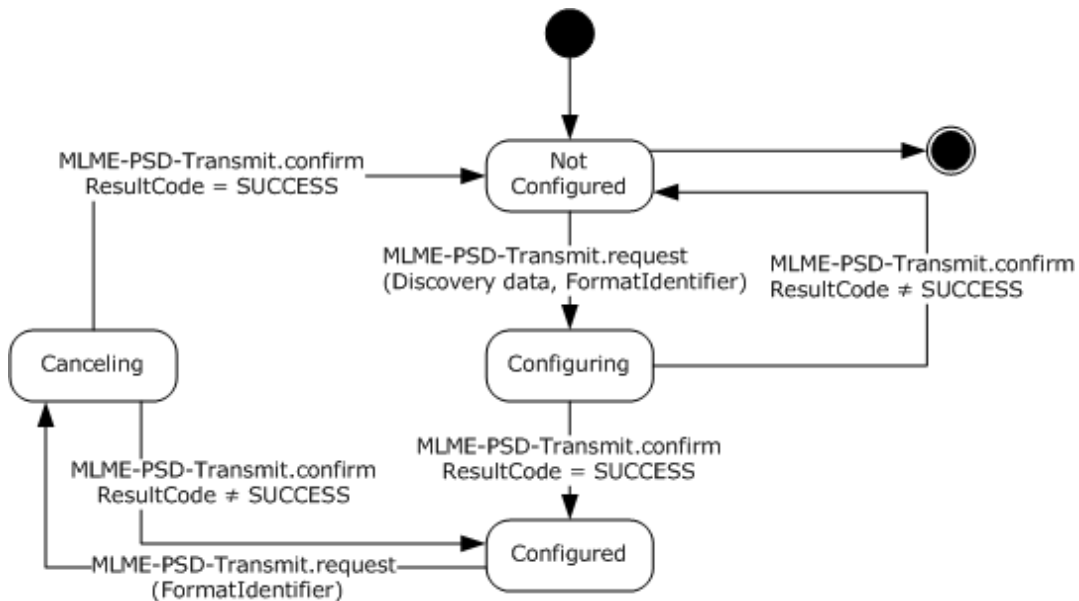 Not
Configured
MLME-PSD-Transmit.confirm
ResultCode = SUCCESS
MLME-PSD-Transmit.request
(Discovery data, FormatIdentifier)
MLME-PSD-Transmit.confirm
ResultCode ≠ SUCCESS
Canceling
Configuring
MLME-PSD-Transmit.confirm
ResultCode = SUCCESS
MLME-PSD-Transmit.confirm
ResultCode ≠ SUCCESS
Configured
MLME-PSD-Transmit.request
(FormatIdentifier)